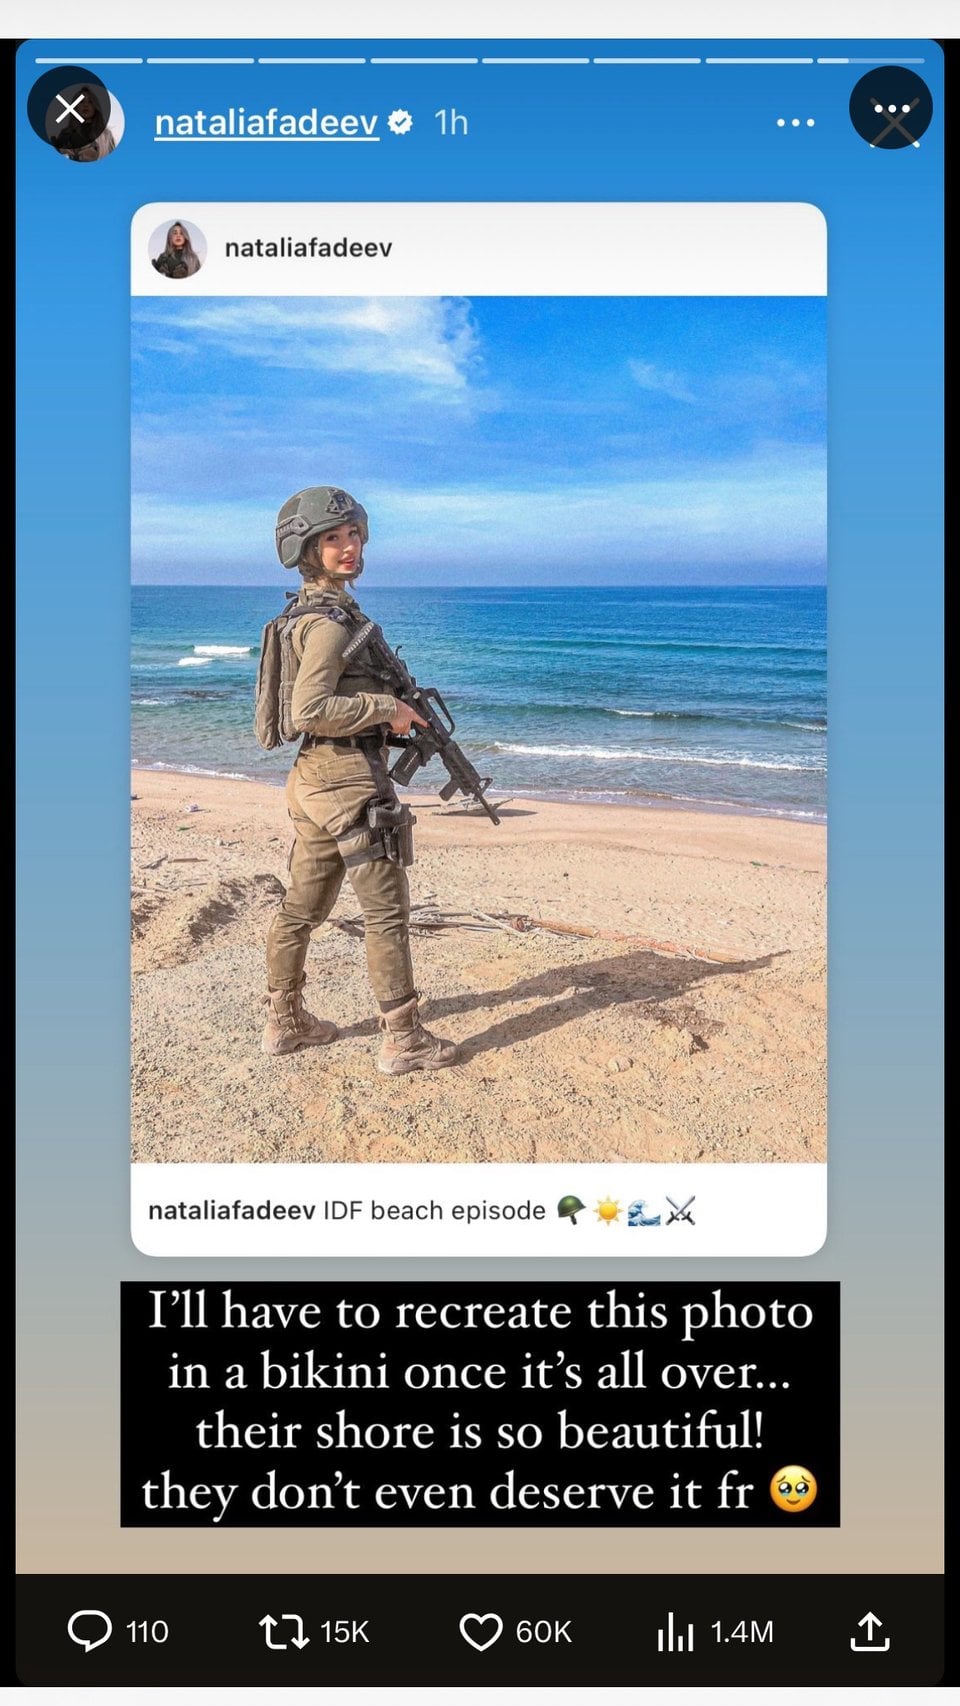 nataliafadeev 1h
nataliafadeev
nataliafadeev IDF beach episode 🪖☀️🌊⚔️
I’ll have to recreate this photo
in a bikini once it’s all over...
their shore is so beautiful!
they don’t even deserve it fr 🥹
110 15K 60K 1.4M